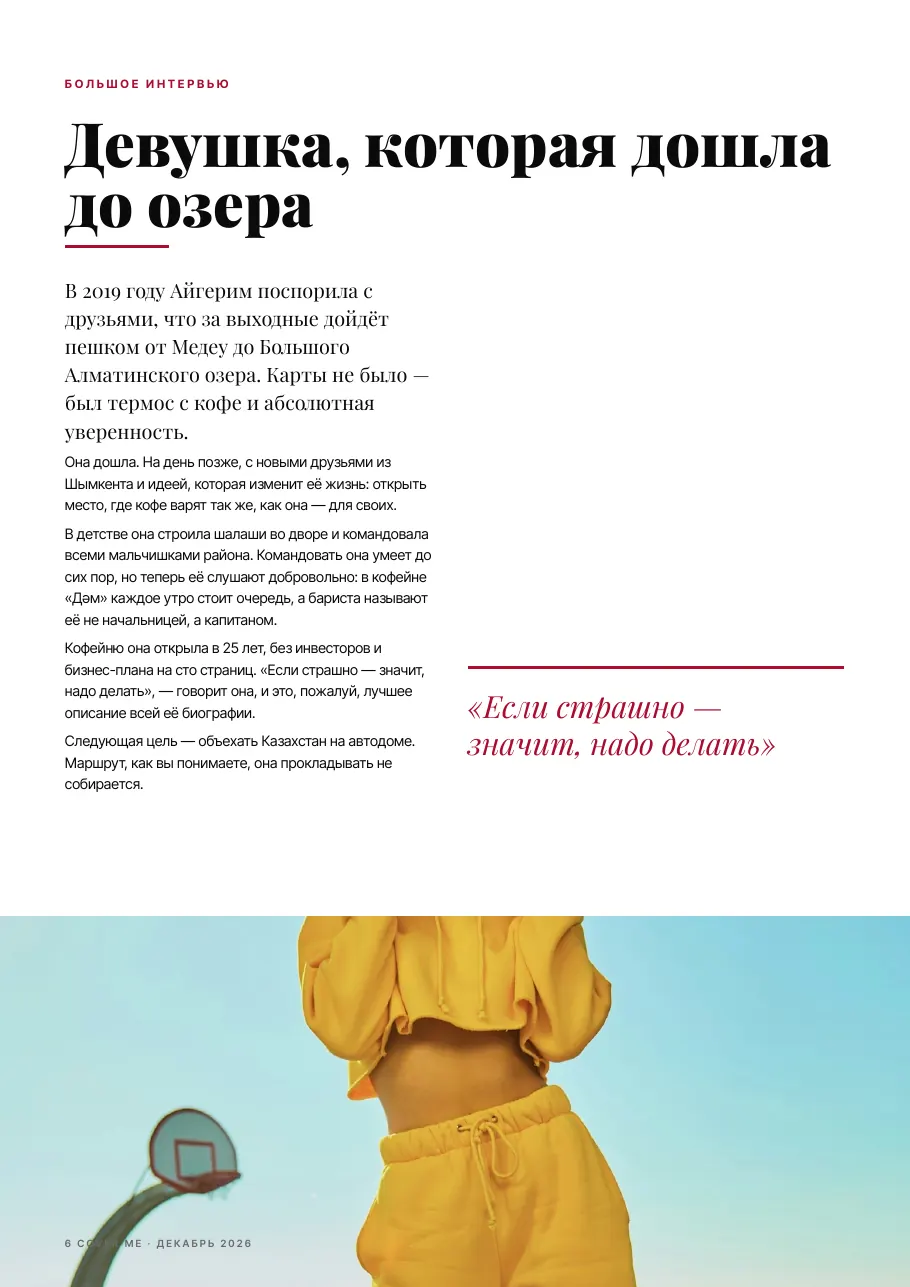 БОЛЬШОЕ ИНТЕРВЬЮ
Девушка, которая дошла
до озера
В 2019 году Айгерим поспорила с
друзьями, что за выходные дойдёт
пешком от Медеу до Большого
Алматинского озера. Карты не было —
был термос с кофе и абсолютная
уверенность.
Она дошла. На день позже, с новыми друзьями из
Шымкента и идеей, которая изменит её жизнь: открыть
место, где кофе варят так же, как она — для своих.
В детстве она строила шалаши во дворе и командовала
всеми мальчишками района. Командовать она умеет до
сих пор, но теперь её слушают добровольно: в кофейне
«Дәм» каждое утро стоит очередь, а бариста называют
её не начальницей, а капитаном.
Кофейню она открыла в 25 лет, без инвесторов и
бизнес-плана на сто страниц. «Если страшно — значит,
надо делать», — говорит она, и это, пожалуй, лучшее
описание всей её биографии.
Следующая цель — объехать Казахстан на автодоме.
Маршрут, как вы понимаете, она прокладывать не
собирается.
«Если страшно —
значит, надо делать»
6 ME · ДЕКАБРЬ 2026